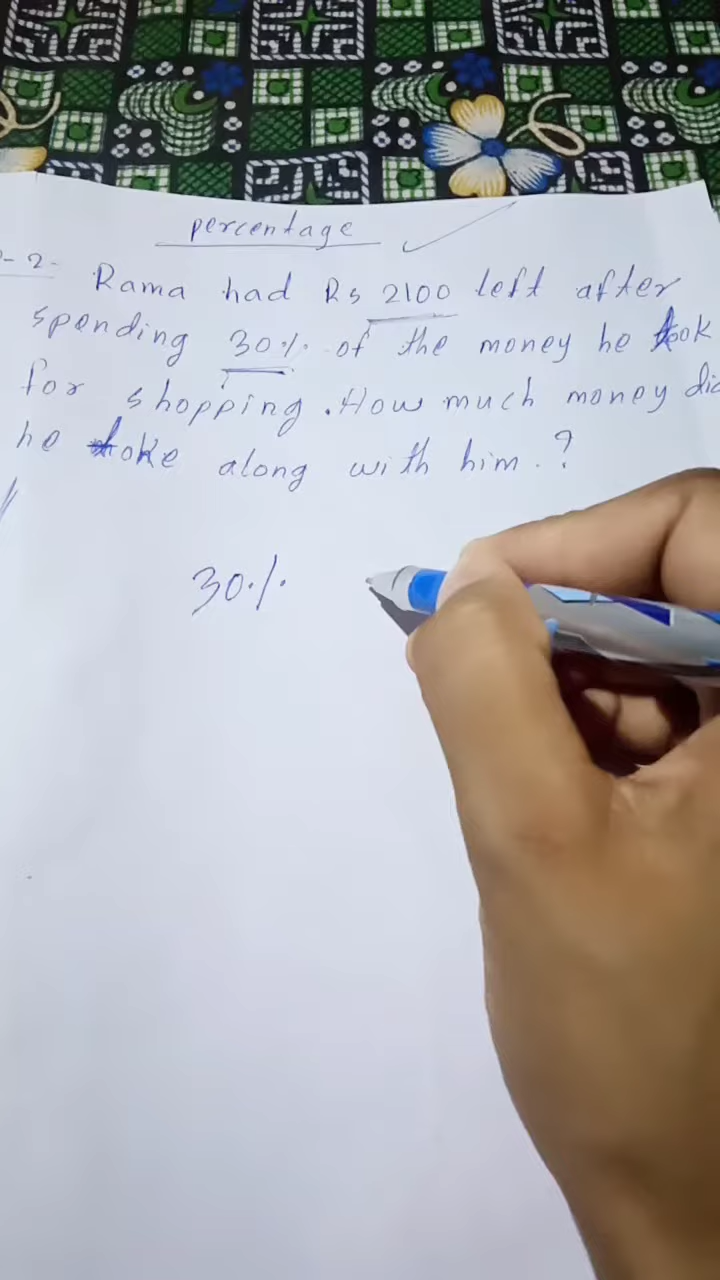 percentage
- 2 -
Rama had Rs 2100 left after
spending 30% of the money he took
for shopping. How much money
he toke along with him.?
30%